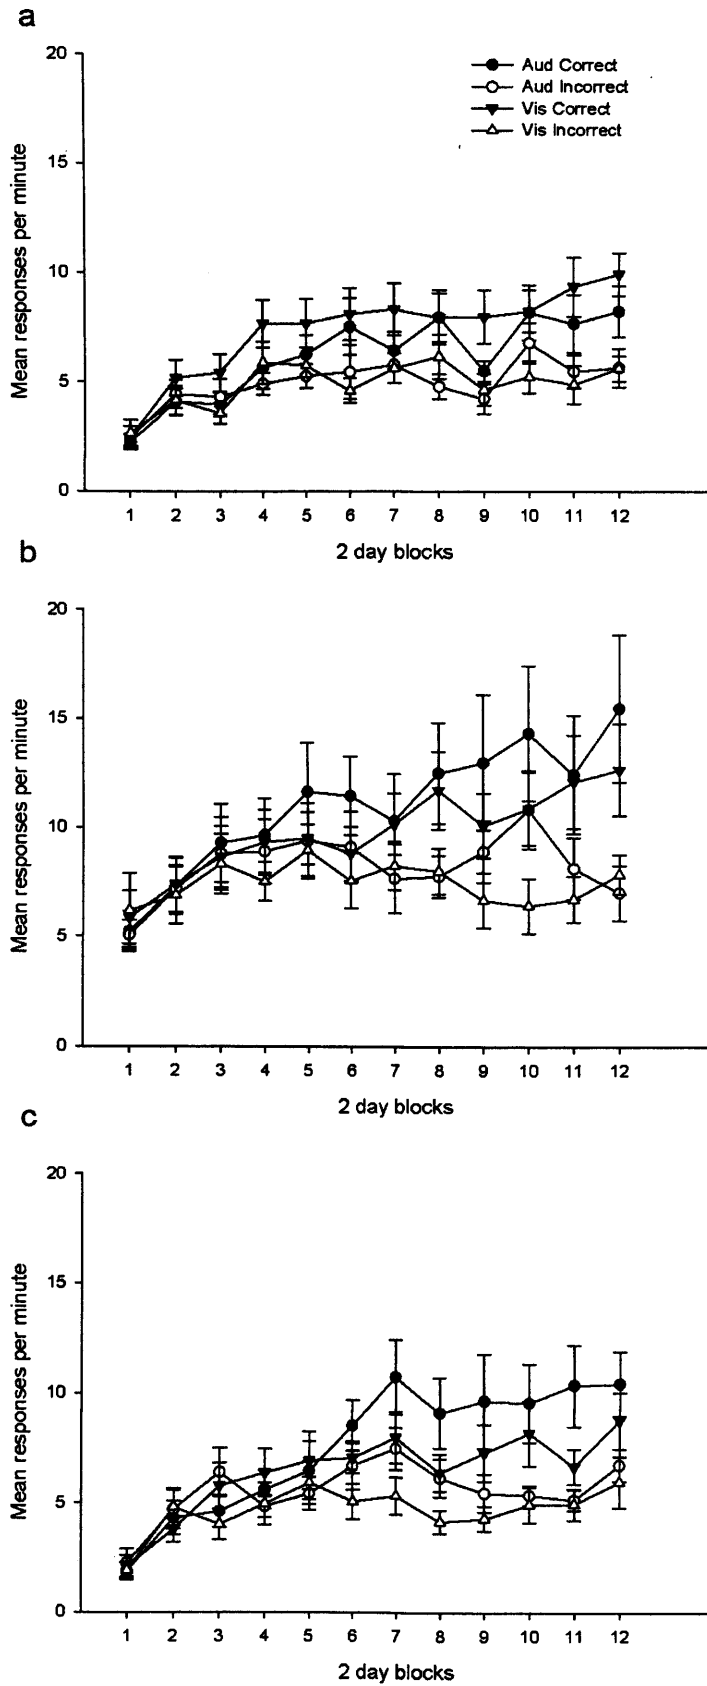 a
20
15
10
5
0
Mean responses per minute
Aud Correct
Aud Incorrect
Vis Correct
Vis Incorrect
1 2 3 4 5 6 7 8 9 10 11 12
2 day blocks
b
20
15
10
5
0
Mean responses per minute
1 2 3 4 5 6 7 8 9 10 11 12
2 day blocks
c
20
15
10
5
0
Mean responses per minute
1 2 3 4 5 6 7 8 9 10 11 12
2 day blocks